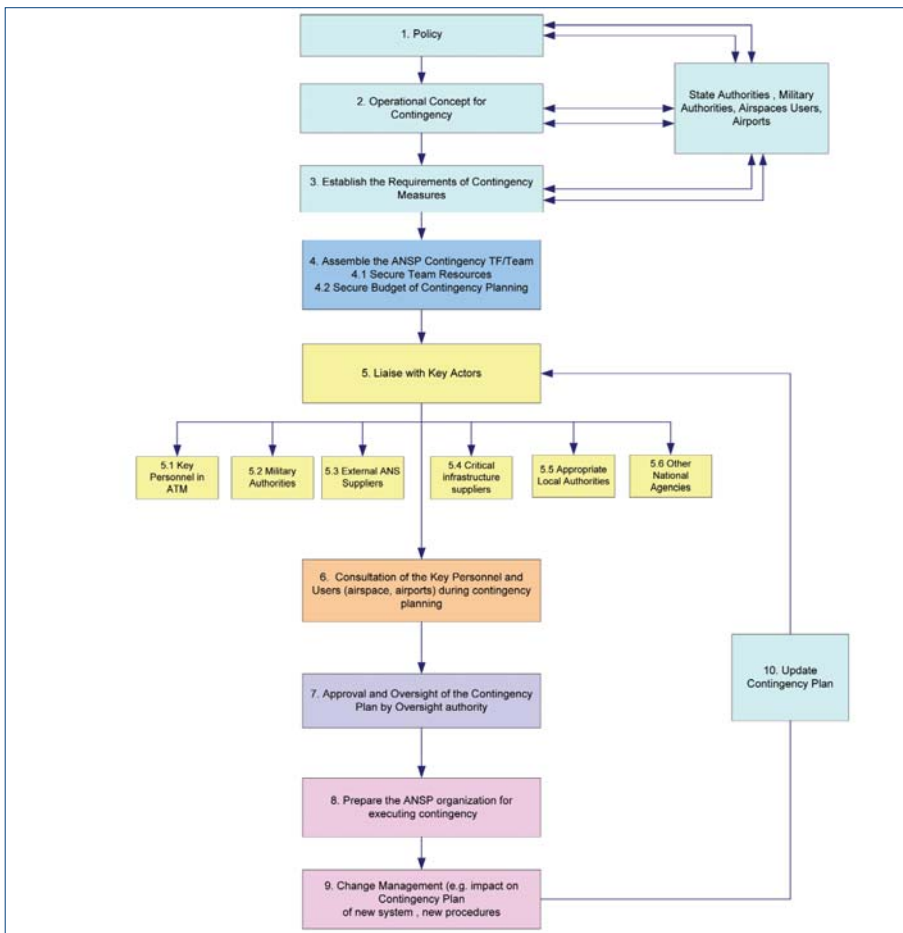 1. Policy
State Authorities , Military
Authorities, Airspaces Users,
Airports
2. Operational Concept for
Contingency
3. Establish the Requirements of Contingency
Measures
4. Assemble the ANSP Contingency TF/Team
4.1 Secure Team Resources
4.2 Secure Budget of Contingency Planning
5. Liaise with Key Actors
5.1 Key
Personnel in
ATM
5.2 Military
Authorities
5.3 External ANS
Suppliers
5.4 Critical
infrastructure
suppliers
5.5 Appropriate
Local Authorities
5.6 Other
National
Agencies
6. Consultation of the Key Personnel and
Users (airspace, airports) during contingency
planning
7. Approval and Oversight of the Contingency
Plan by Oversight authority
10. Update
Contingency Plan
8. Prepare the ANSP organization for
executing contingency
9. Change Management (e.g. impact on
Contingency Plan
of new system , new procedures